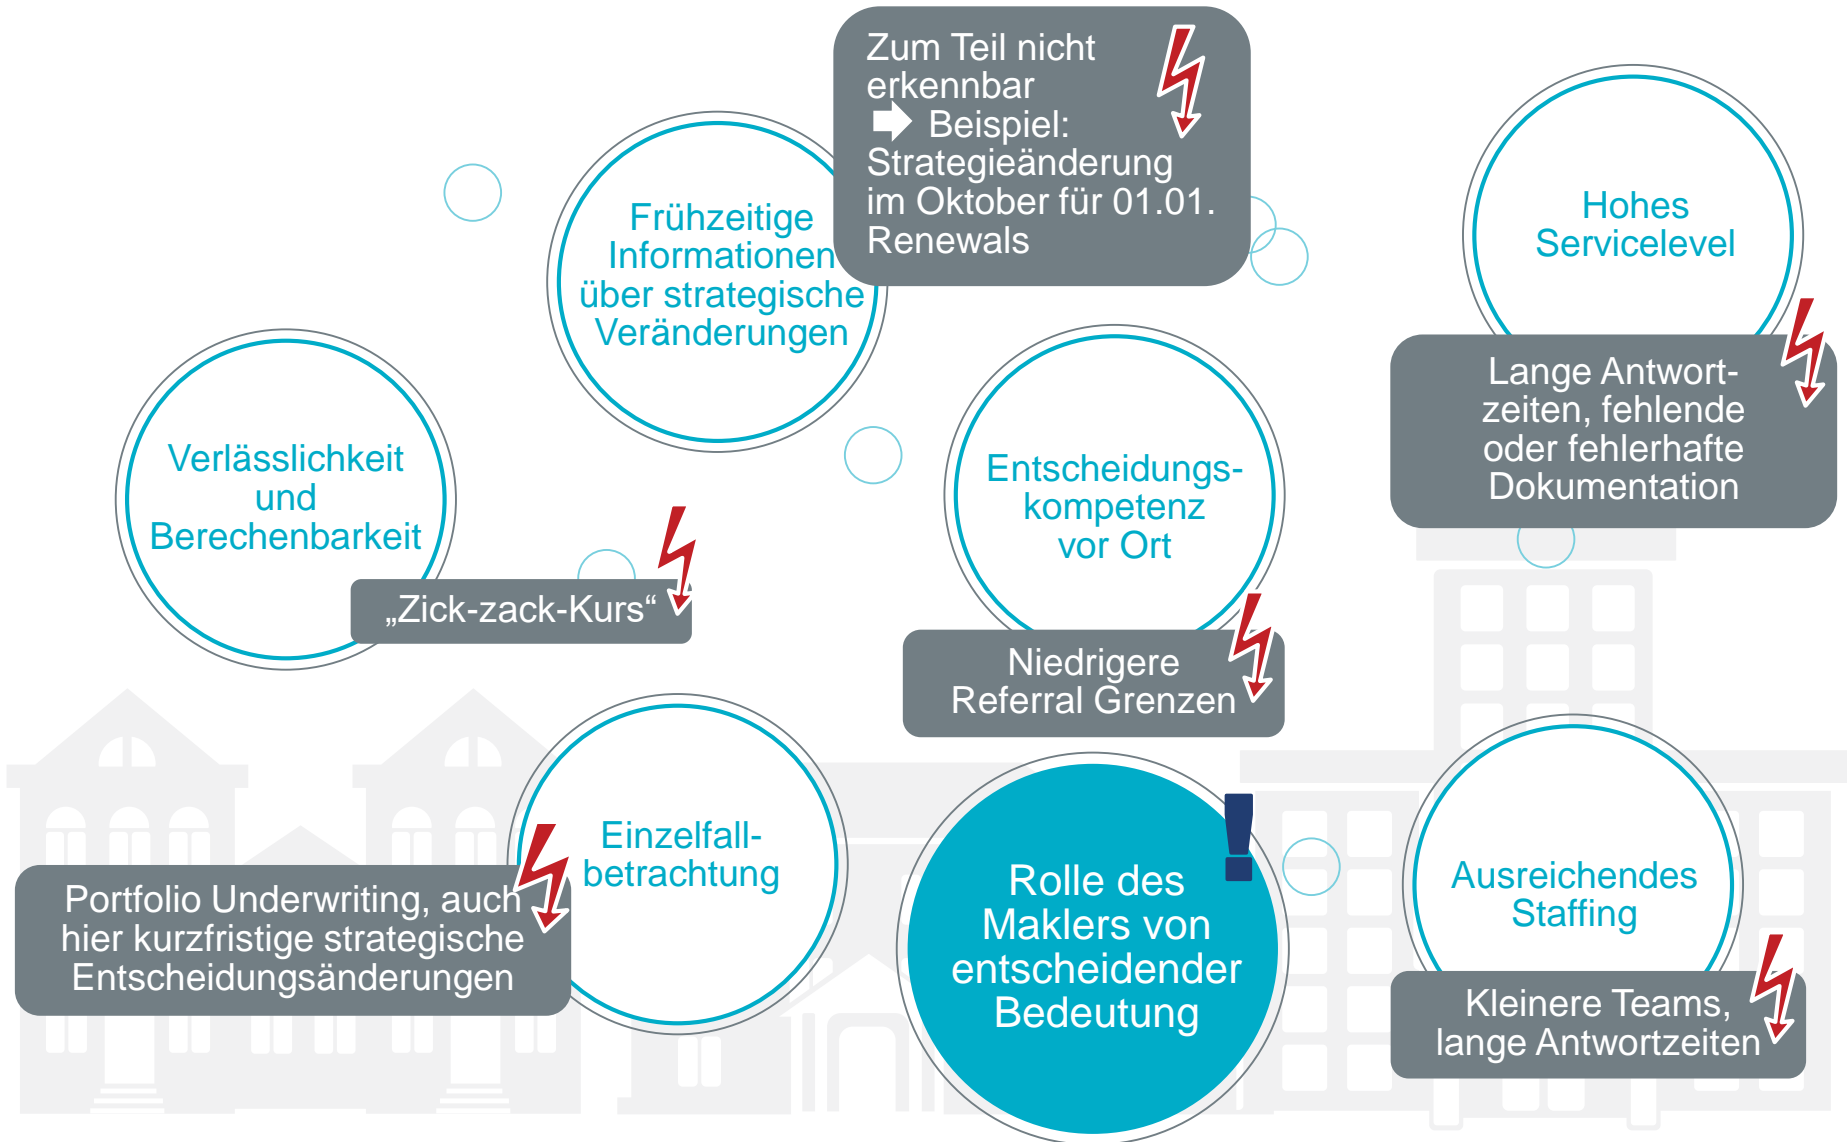 Zum Teil nicht
erkennbar
Beispiel:
Strategieänderung
im Oktober für 01.01.
Renewals
Frühzeitige
Informationen
über strategische
Veränderungen
Hohes
Servicelevel
Lange Antwort-
zeiten, fehlende
oder fehlerhafte
Dokumentation
Verlässlichkeit
und
Berechenbarkeit
„Zick-zack-Kurs“
Entscheidungs-
kompetenz
vor Ort
Niedrigere
Referral Grenzen
Einzelfall-
betrachtung
Portfolio Underwriting, auch
hier kurzfristige strategische
Entscheidungsänderungen
Rolle des
Maklers von
entscheidender
Bedeutung
!
Ausreichendes
Staffing
Kleinere Teams,
lange Antwortzeiten